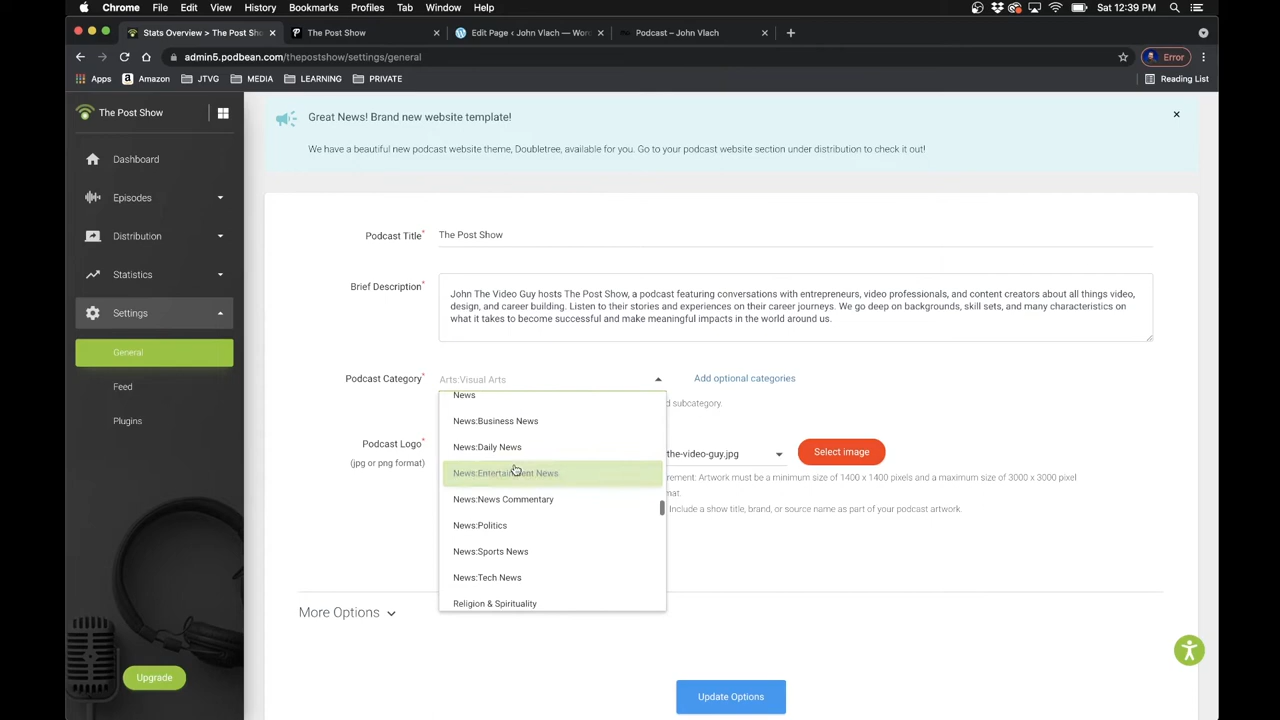 Chrome File Edit View History Bookmarks Profiles Tab Window Help Sat 12:39 PM
Stats Overview > The Post Sh The Post Show Edit Page ‹ John Vlach — Wor Podcast – John Vlach
admin5.podbean.com/thepostshow/settings/general Error
Apps Amazon JTVG MEDIA LEARNING PRIVATE Reading List
The Post Show
Dashboard
Episodes
Distribution
Statistics
Settings
General
Feed
Plugins
Upgrade
Great News! Brand new website template!
We have a beautiful new podcast website theme, Doubletree, available for you. Go to your podcast website section under distribution to check it out!
Podcast Title* The Post Show
Brief Description*
John The Video Guy hosts The Post Show, a podcast featuring conversations with entrepreneurs, video professionals, and content creators about all things video,
design, and career building. Listen to their stories and experiences on their career journeys. We go deep on backgrounds, skill sets, and many characteristics on
what it takes to become successful and make meaningful impacts in the world around us.
Podcast Category* Arts:Visual Arts Add optional categories
d subcategory.
News
News:Business News
News:Daily News
News:Entertainment News
News:News Commentary
News:Politics
News:Sports News
News:Tech News
Religion & Spirituality
Podcast Logo*
(jpg or png format)
the-video-guy.jpg Select image
rement: Artwork must be a minimum size of 1400 x 1400 pixels and a maximum size of 3000 x 3000 pixels
mat.
Include a show title, brand, or source name as part of your podcast artwork.
More Options
Update Options